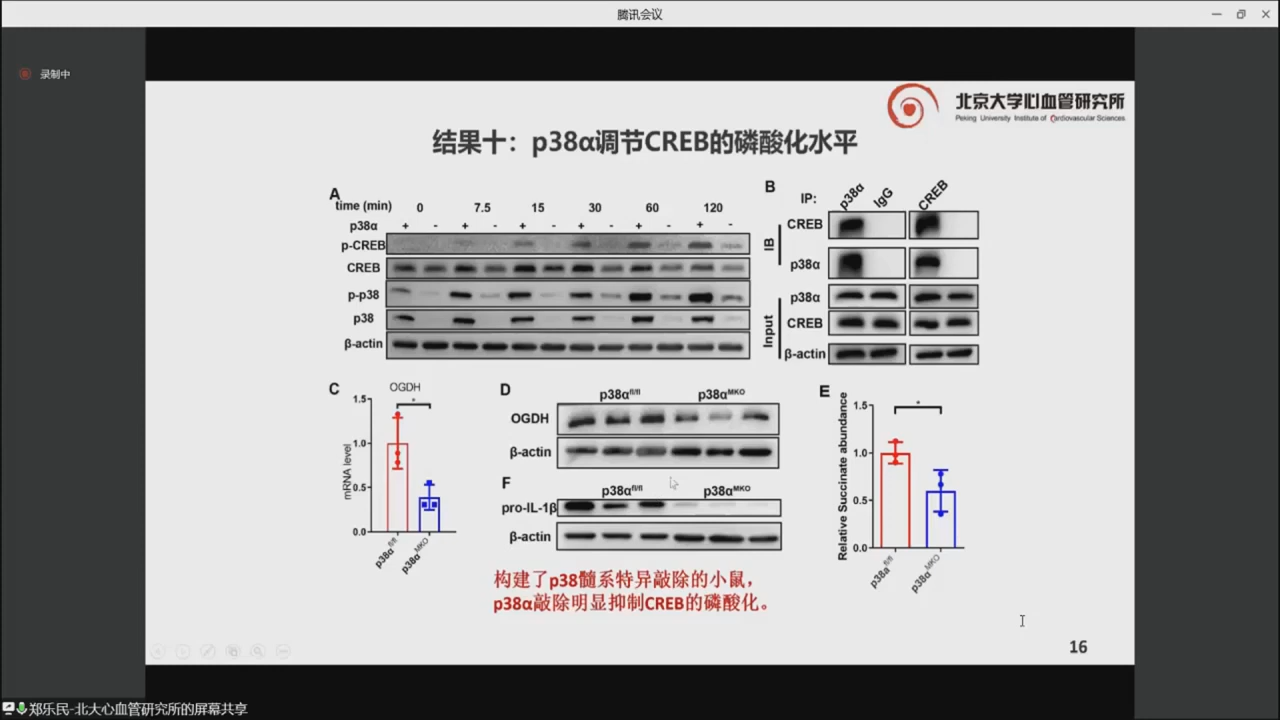 腾讯会议
录制中
北京大学心血管研究所
Peking University Institute of Cardiovascular Sciences
结果十：p38α调节CREB的磷酸化水平
A
time (min) 0 7.5 15 30 60 120
p38α + - + - + - + - + - + -
p-CREB
CREB
p-p38
p38
β-actin
B
IP: p38α IgG CREB
IB
CREB
p38α
Input
p38α
CREB
β-actin
C
OGDH
*
mRNA level
1.5
1.0
0.5
0.0
p38α fl/fl
p38α MKO
D
p38α fl/fl p38α MKO
OGDH
β-actin
F
p38α fl/fl p38α MKO
pro-IL-1β
β-actin
E
*
Relative Succinate abundance
1.5
1.0
0.5
0.0
p38α fl/fl
p38α MKO
构建了p38髓系特异敲除的小鼠，
p38α敲除明显抑制CREB的磷酸化。
16
郑乐民-北大心血管研究所的屏幕共享